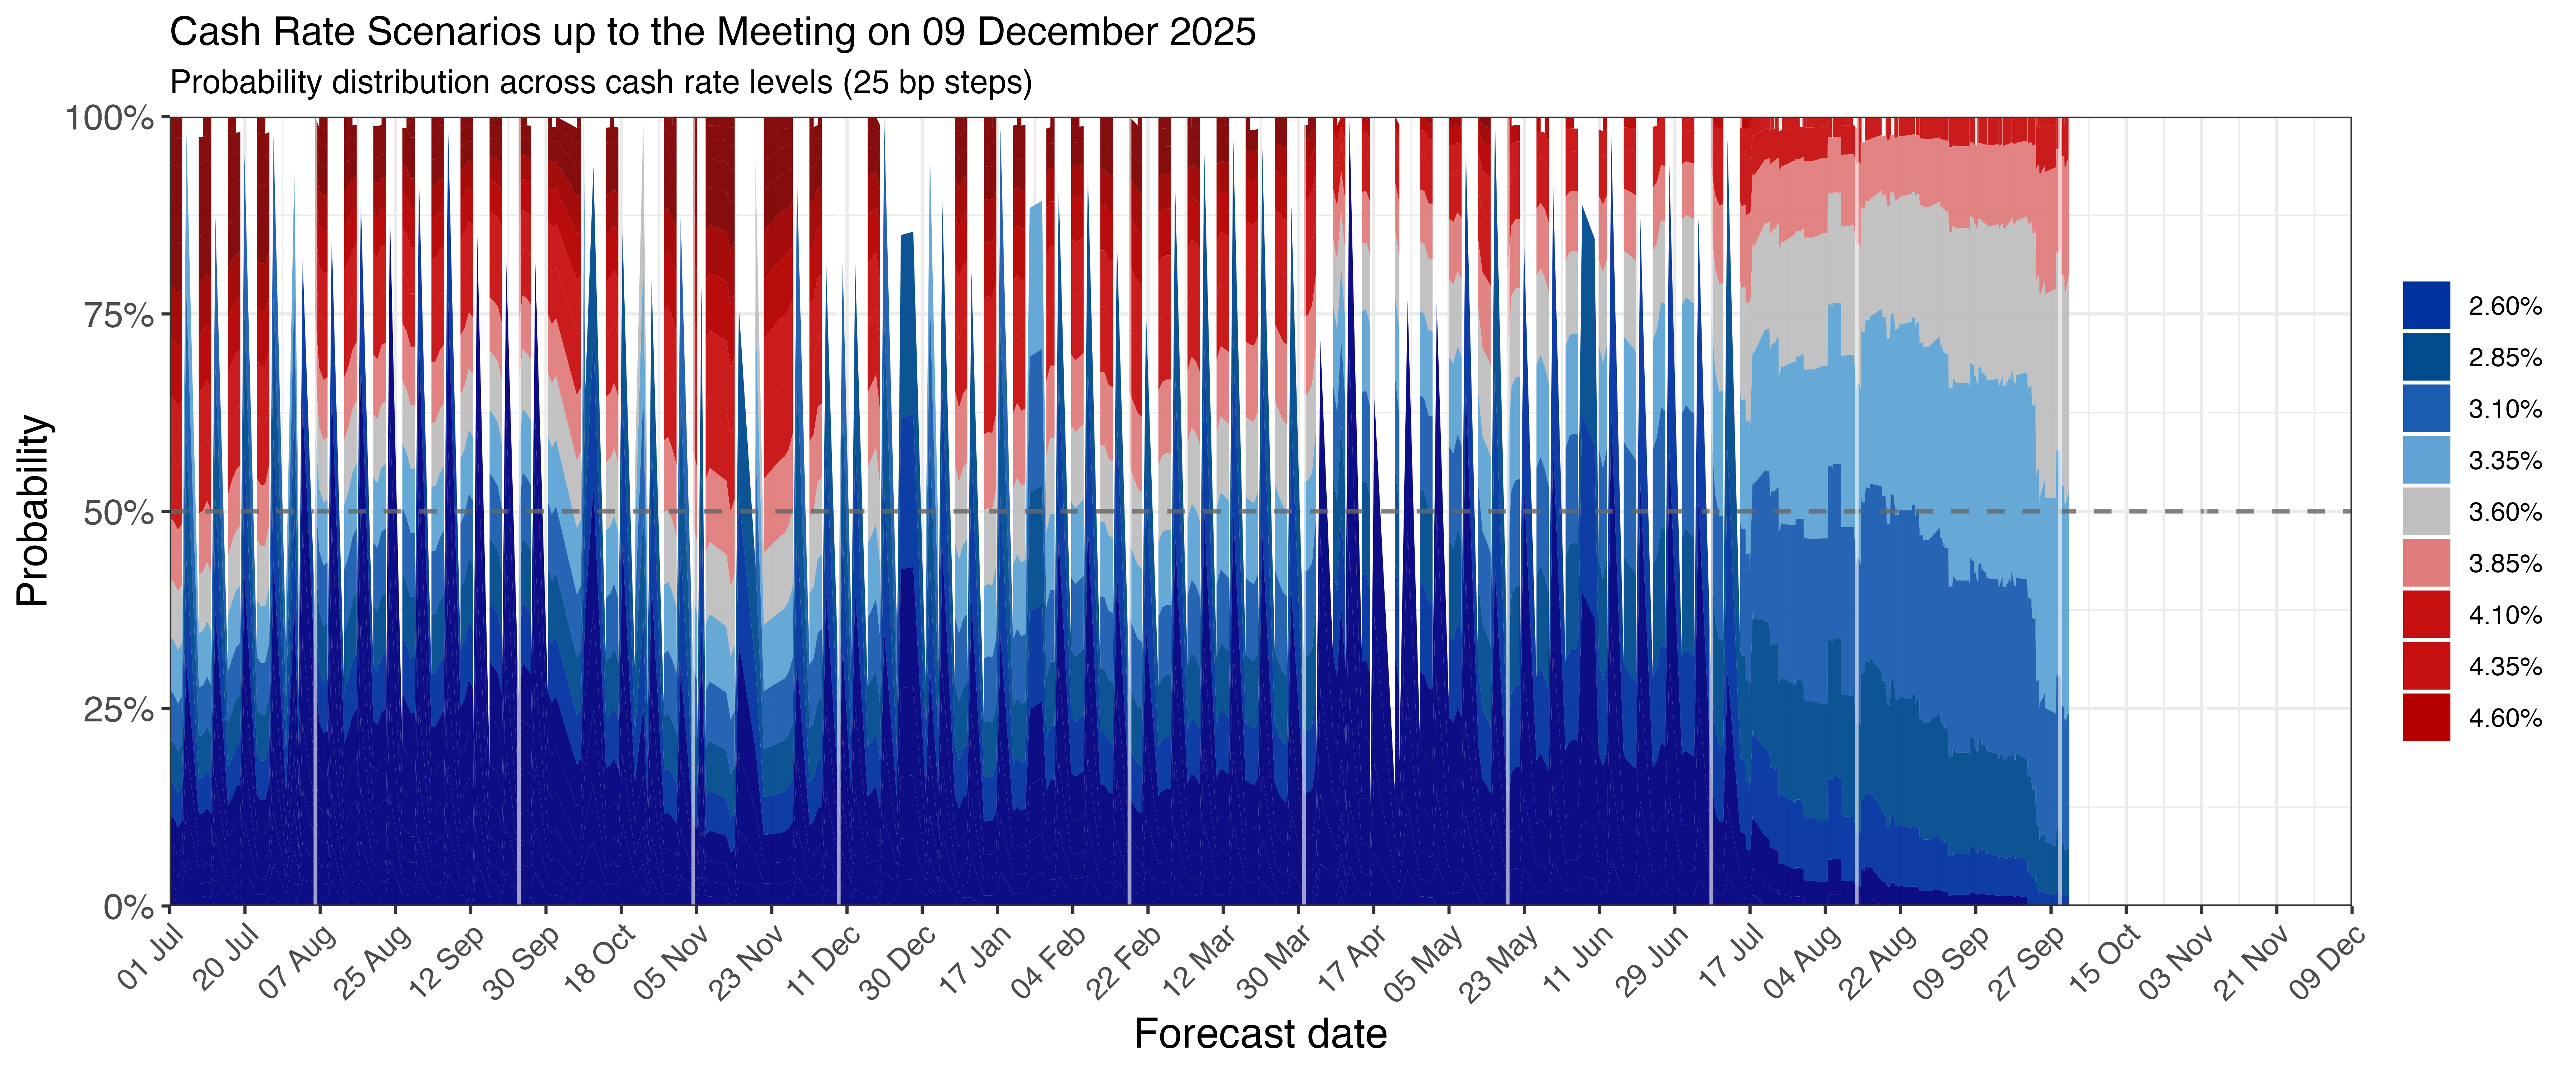 Cash Rate Scenarios up to the Meeting on 09 December 2025
Probability distribution across cash rate levels (25 bp steps)
100%
75%
50%
25%
0%
Probability
01 Jul
20 Jul
07 Aug
25 Aug
12 Sep
30 Sep
18 Oct
05 Nov
23 Nov
11 Dec
30 Dec
17 Jan
04 Feb
22 Feb
12 Mar
30 Mar
17 Apr
05 May
23 May
11 Jun
29 Jun
17 Jul
04 Aug
22 Aug
09 Sep
27 Sep
15 Oct
03 Nov
21 Nov
09 Dec
Forecast date
2.60%
2.85%
3.10%
3.35%
3.60%
3.85%
4.10%
4.35%
4.60%